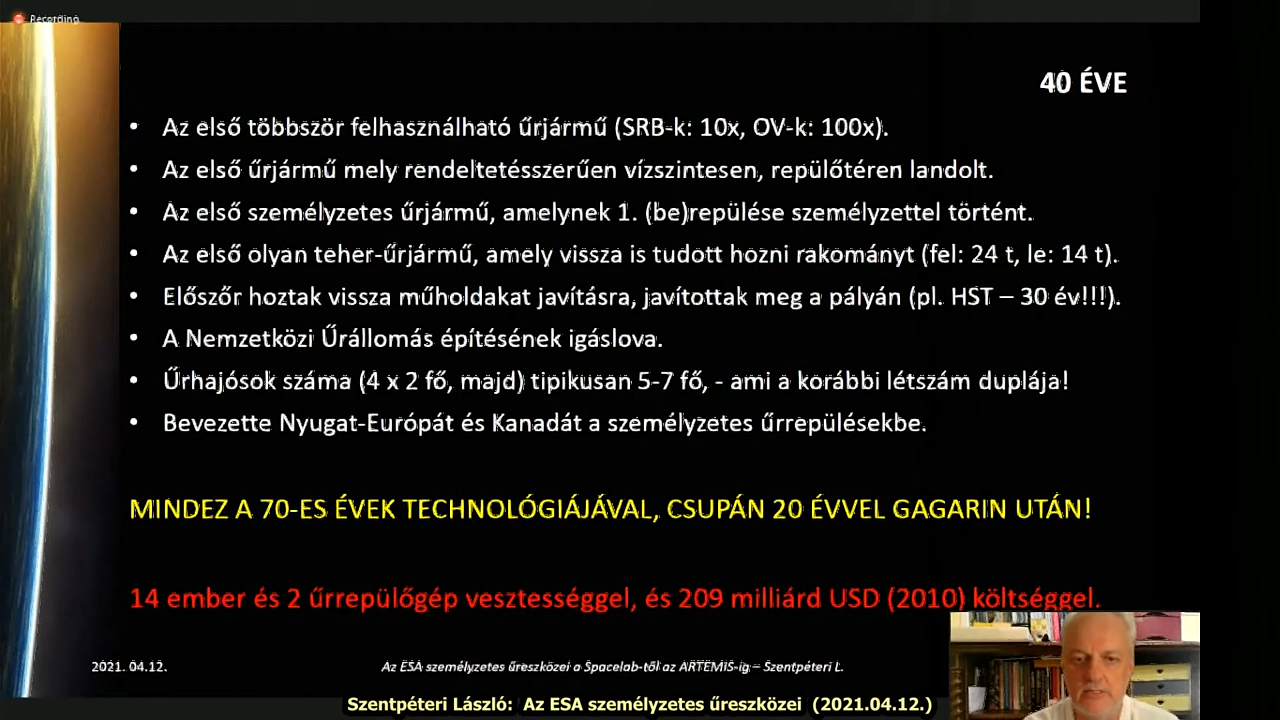 Recording
40 ÉVE
• Az első többször felhasználható űrjármű (SRB-k: 10x, OV-k: 100x).
• Az első űrjármű mely rendeltetésszerűen vízszintesen, repülőtéren landolt.
• Az első személyzetes űrjármű, amelynek 1. (be)repülése személyzettel történt.
• Az első olyan teher-űrjármű, amely vissza is tudott hozni rakományt (fel: 24 t, le: 14 t).
• Előszőr hoztak vissza műholdakat javításra, javítottak meg a pályán (pl. HST – 30 év!!!).
• A Nemzetközi Űrállomás építésének igáslova.
• Űrhajósok száma (4 x 2 fő, majd) tipikusan 5-7 fő, - ami a korábbi létszám duplája!
• Bevezette Nyugat-Európát és Kanadát a személyzetes űrrepülésekbe.
MINDEZ A 70-ES ÉVEK TECHNOLÓGIÁJÁVAL, CSUPÁN 20 ÉVVEL GAGARIN UTÁN!
14 ember és 2 űrrepülőgép vesztességgel, és 209 milliárd USD (2010) költséggel.
2021. 04.12.
Az ESA személyzetes űreszközei a Spacelab-től az ARTEMIS-ig – Szentpéteri L.
Szentpéteri László: Az ESA személyzetes űreszközei (2021.04.12.)